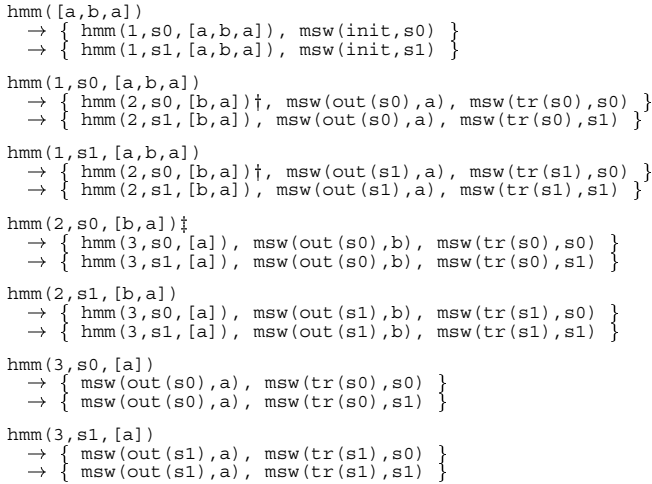 hmm([a,b,a])
→ { hmm(1,s0,[a,b,a]), msw(init,s0) }
→ { hmm(1,s1,[a,b,a]), msw(init,s1) }
hmm(1,s0,[a,b,a])
→ { hmm(2,s0,[b,a])†, msw(out(s0),a), msw(tr(s0),s0) }
→ { hmm(2,s1,[b,a]), msw(out(s0),a), msw(tr(s0),s1) }
hmm(1,s1,[a,b,a])
→ { hmm(2,s0,[b,a])†, msw(out(s1),a), msw(tr(s1),s0) }
→ { hmm(2,s1,[b,a]), msw(out(s1),a), msw(tr(s1),s1) }
hmm(2,s0,[b,a])‡
→ { hmm(3,s0,[a]), msw(out(s0),b), msw(tr(s0),s0) }
→ { hmm(3,s1,[a]), msw(out(s0),b), msw(tr(s0),s1) }
hmm(2,s1,[b,a])
→ { hmm(3,s0,[a]), msw(out(s1),b), msw(tr(s1),s0) }
→ { hmm(3,s1,[a]), msw(out(s1),b), msw(tr(s1),s1) }
hmm(3,s0,[a])
→ { msw(out(s0),a), msw(tr(s0),s0) }
→ { msw(out(s0),a), msw(tr(s0),s1) }
hmm(3,s1,[a])
→ { msw(out(s1),a), msw(tr(s1),s0) }
→ { msw(out(s1),a), msw(tr(s1),s1) }